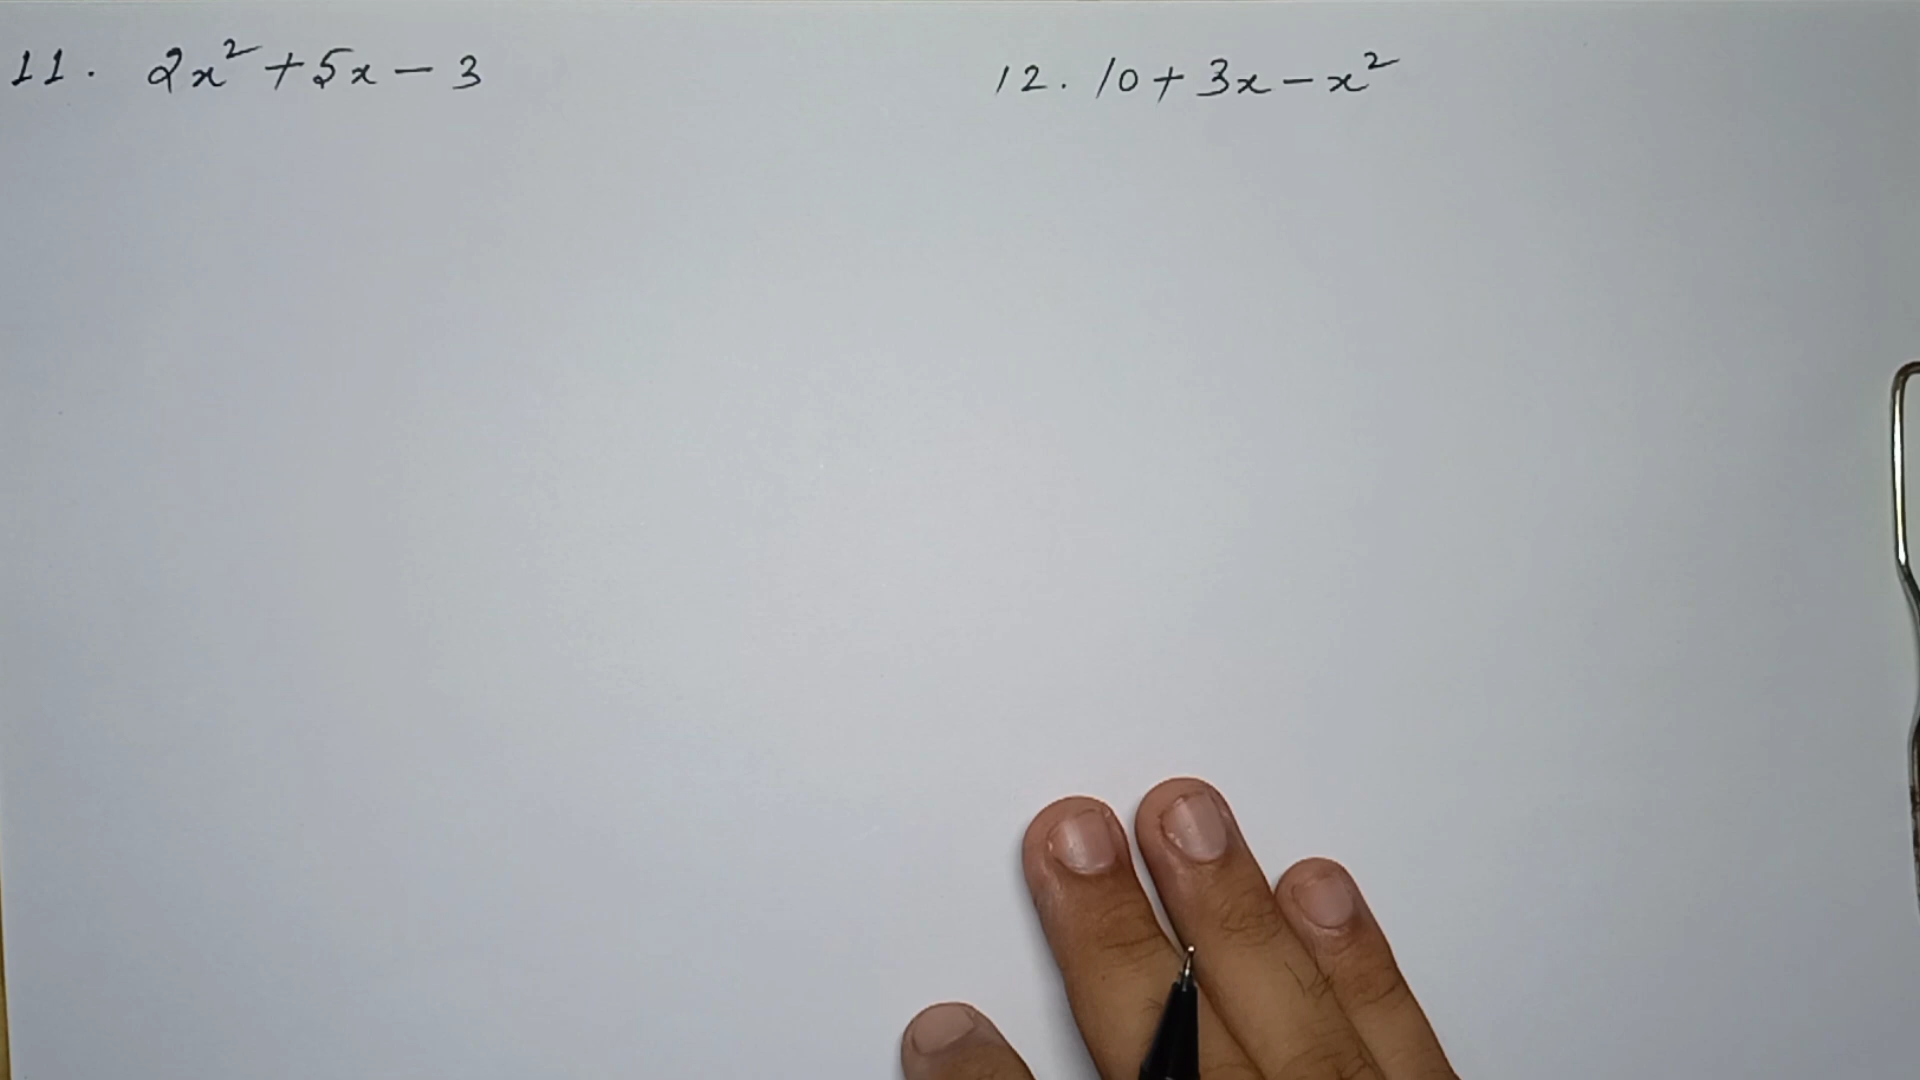 11. 2x² + 5x - 3
12. 10 + 3x - x²